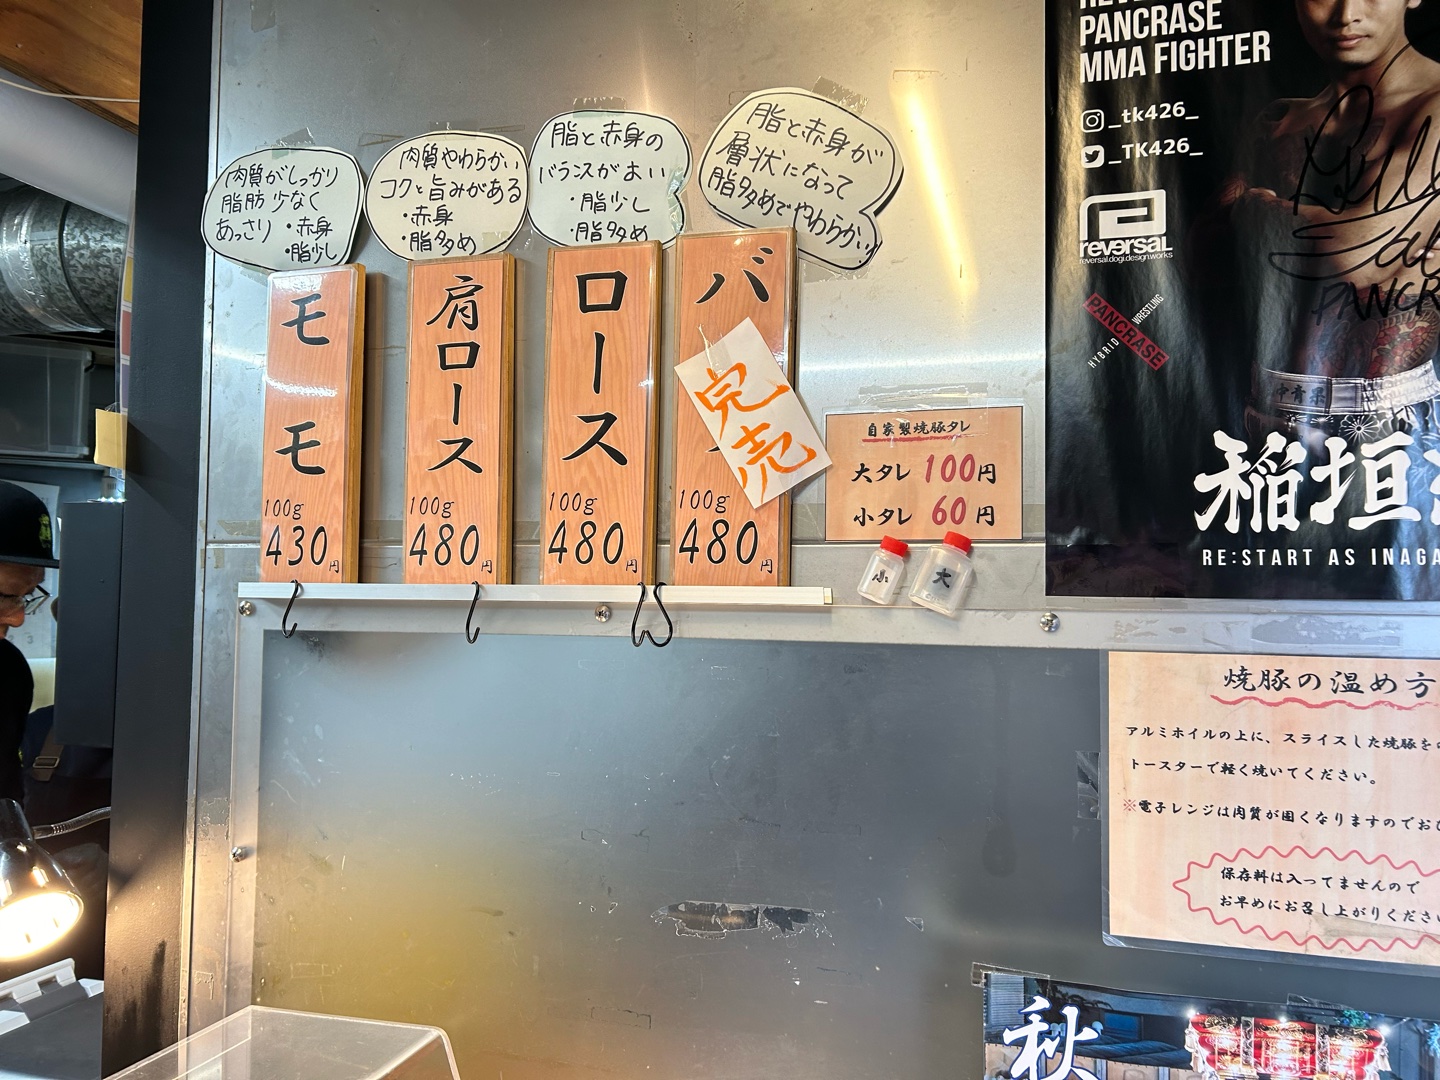 肉質がしっかり
脂肪少なく
あっさり ・赤身
・脂少し
肉質やわらかい
コクと旨みがある
・赤身
・脂多め
脂と赤身の
バランスがよい
・脂少し
・脂多め
脂と赤身が
層状になって
脂多めでやわらかい
モモ
100g
430円
肩ロース
100g
480円
ロース
100g
480円
バ
完売
100g
480円
自家製焼豚タレ
大タレ 100円
小タレ 60円
小
大
PANCRASE
MMA FIGHTER
_tk426_
_TK426_
reversal
reversal.dogi.design.works
PANCRASE
HYBRID WRESTLING
稲垣
RE:START AS INAGA
焼豚の温め方
アルミホイルの上に、スライスした焼豚を
トースターで軽く焼いてください。
※電子レンジは肉質が固くなりますのでお
保存料は入ってませんので
お早めにお召し上がりくださ
秋